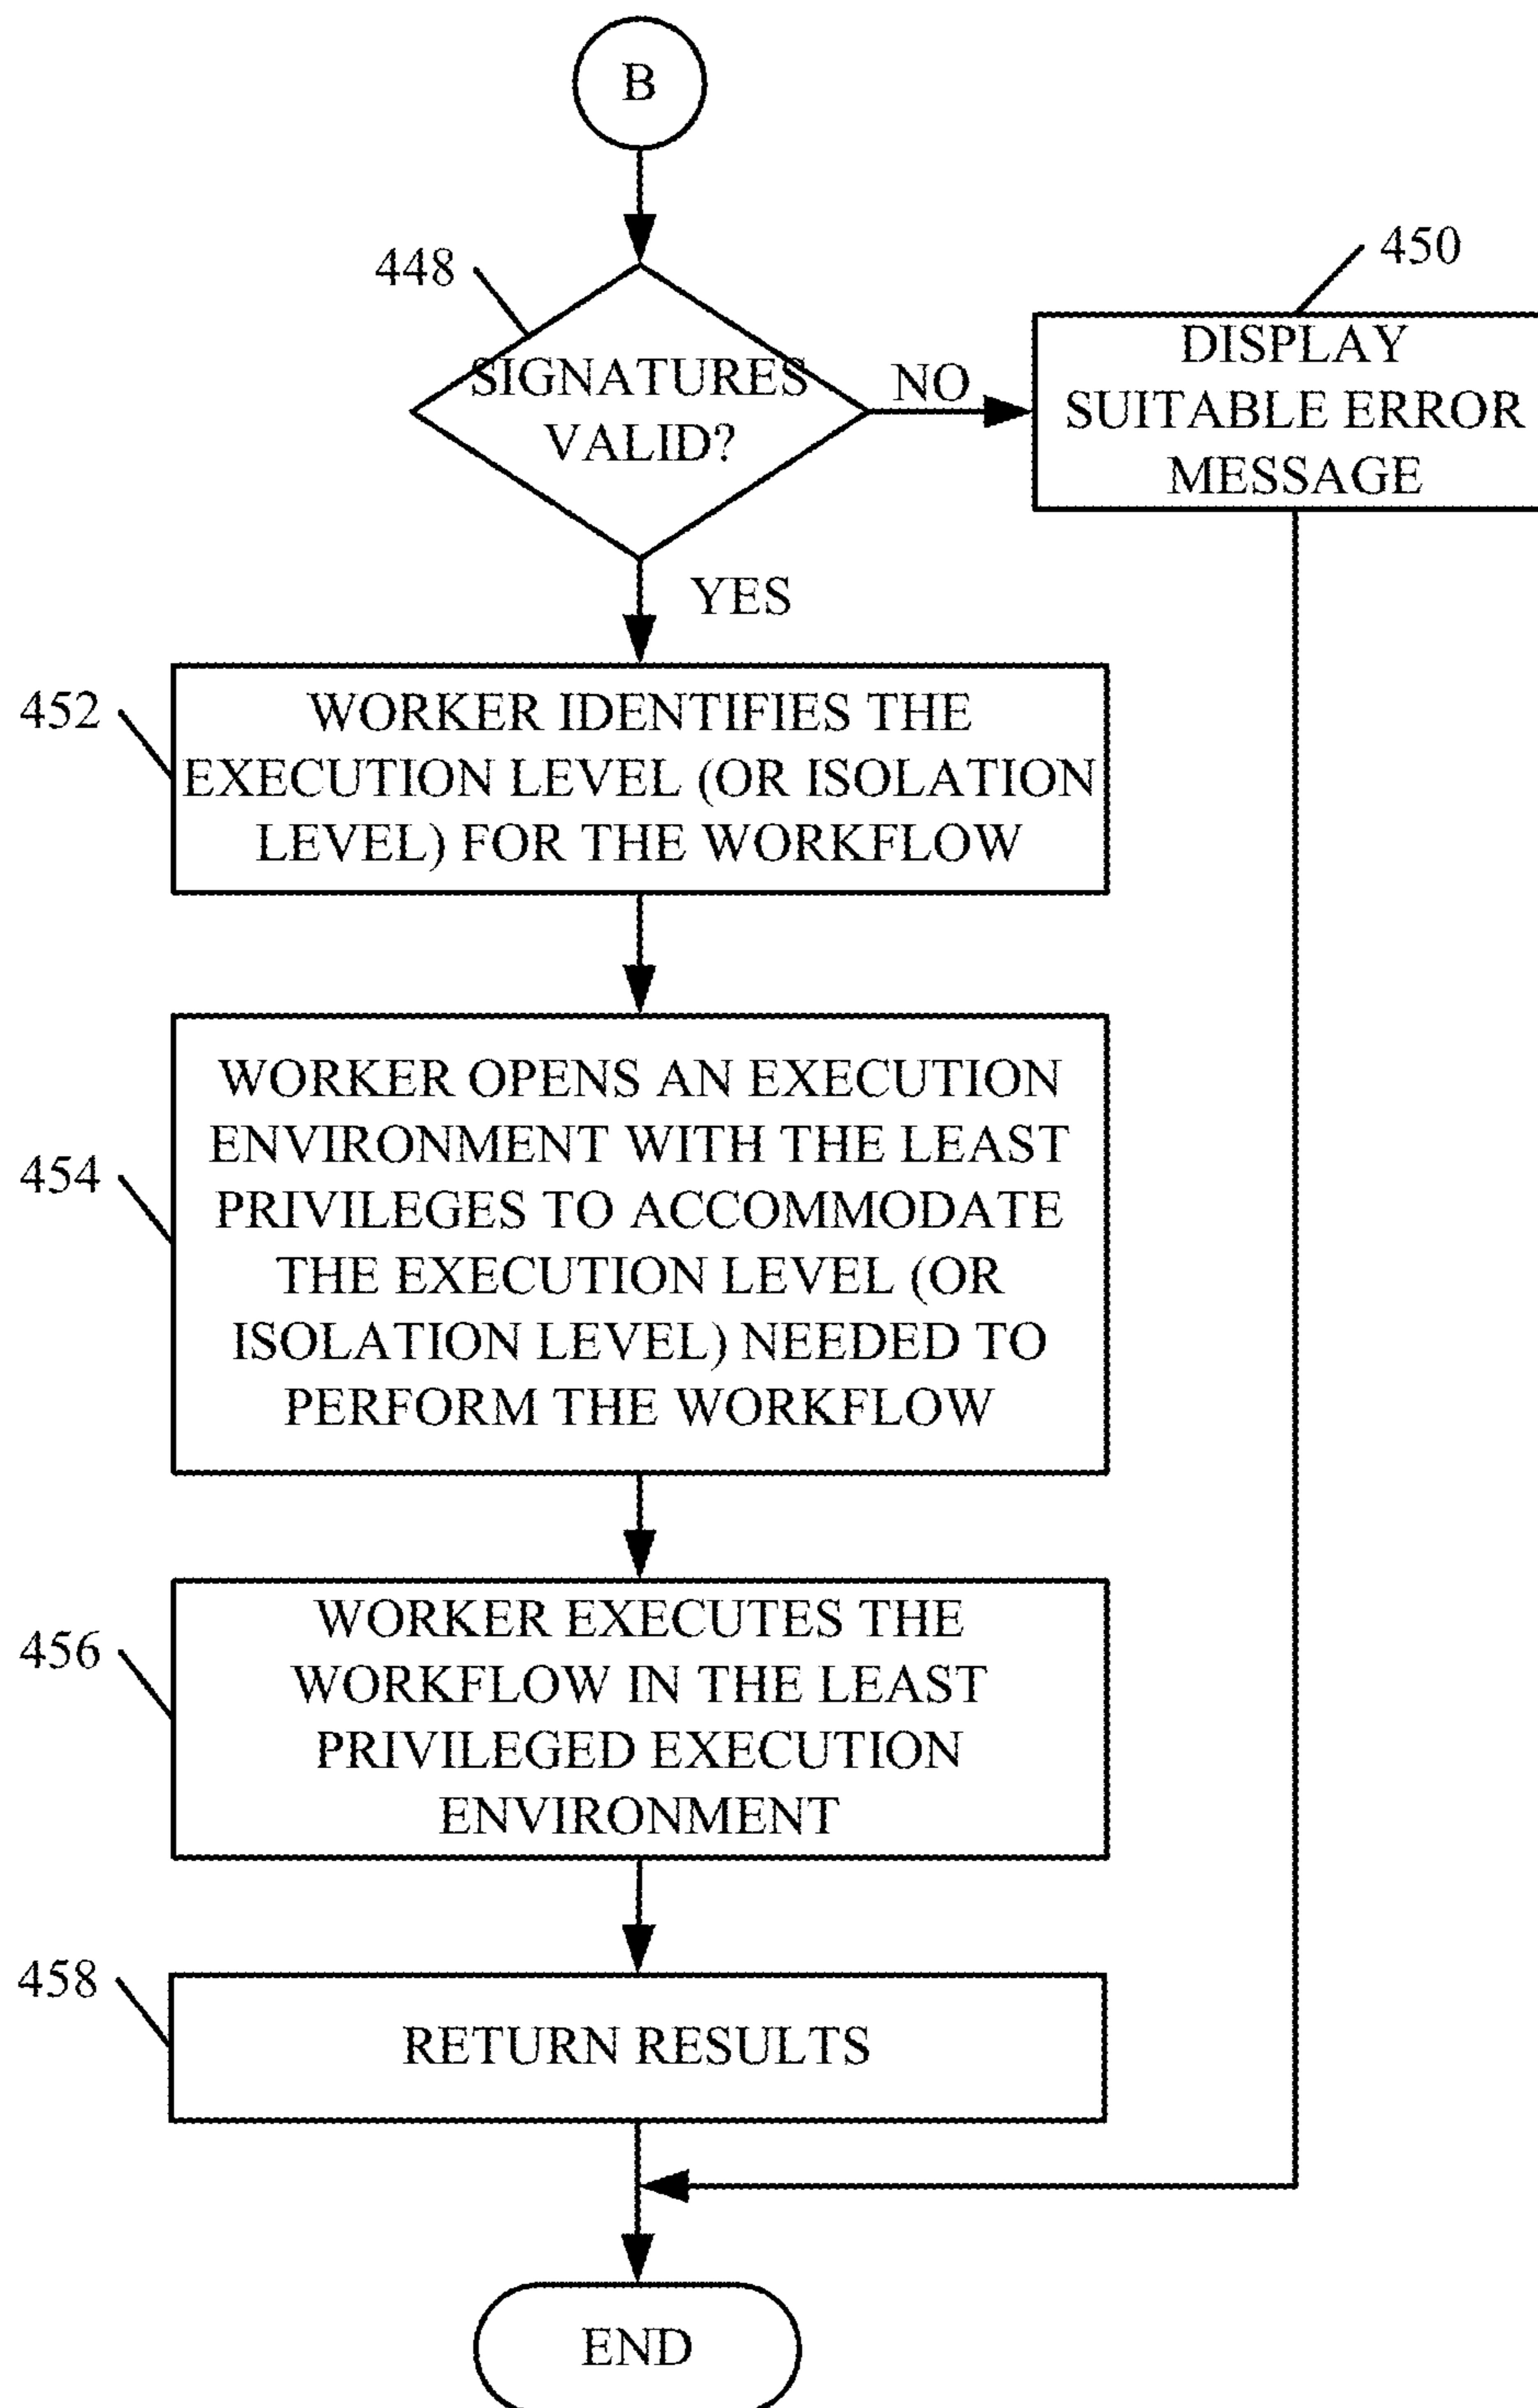 B
448
SIGNATURES
VALID?
NO
450
DISPLAY
SUITABLE ERROR
MESSAGE
YES
452
WORKER IDENTIFIES THE
EXECUTION LEVEL (OR ISOLATION
LEVEL) FOR THE WORKFLOW
454
WORKER OPENS AN EXECUTION
ENVIRONMENT WITH THE LEAST
PRIVILEGES TO ACCOMMODATE
THE EXECUTION LEVEL (OR
ISOLATION LEVEL) NEEDED TO
PERFORM THE WORKFLOW
456
WORKER EXECUTES THE
WORKFLOW IN THE LEAST
PRIVILEGED EXECUTION
ENVIRONMENT
458
RETURN RESULTS
END